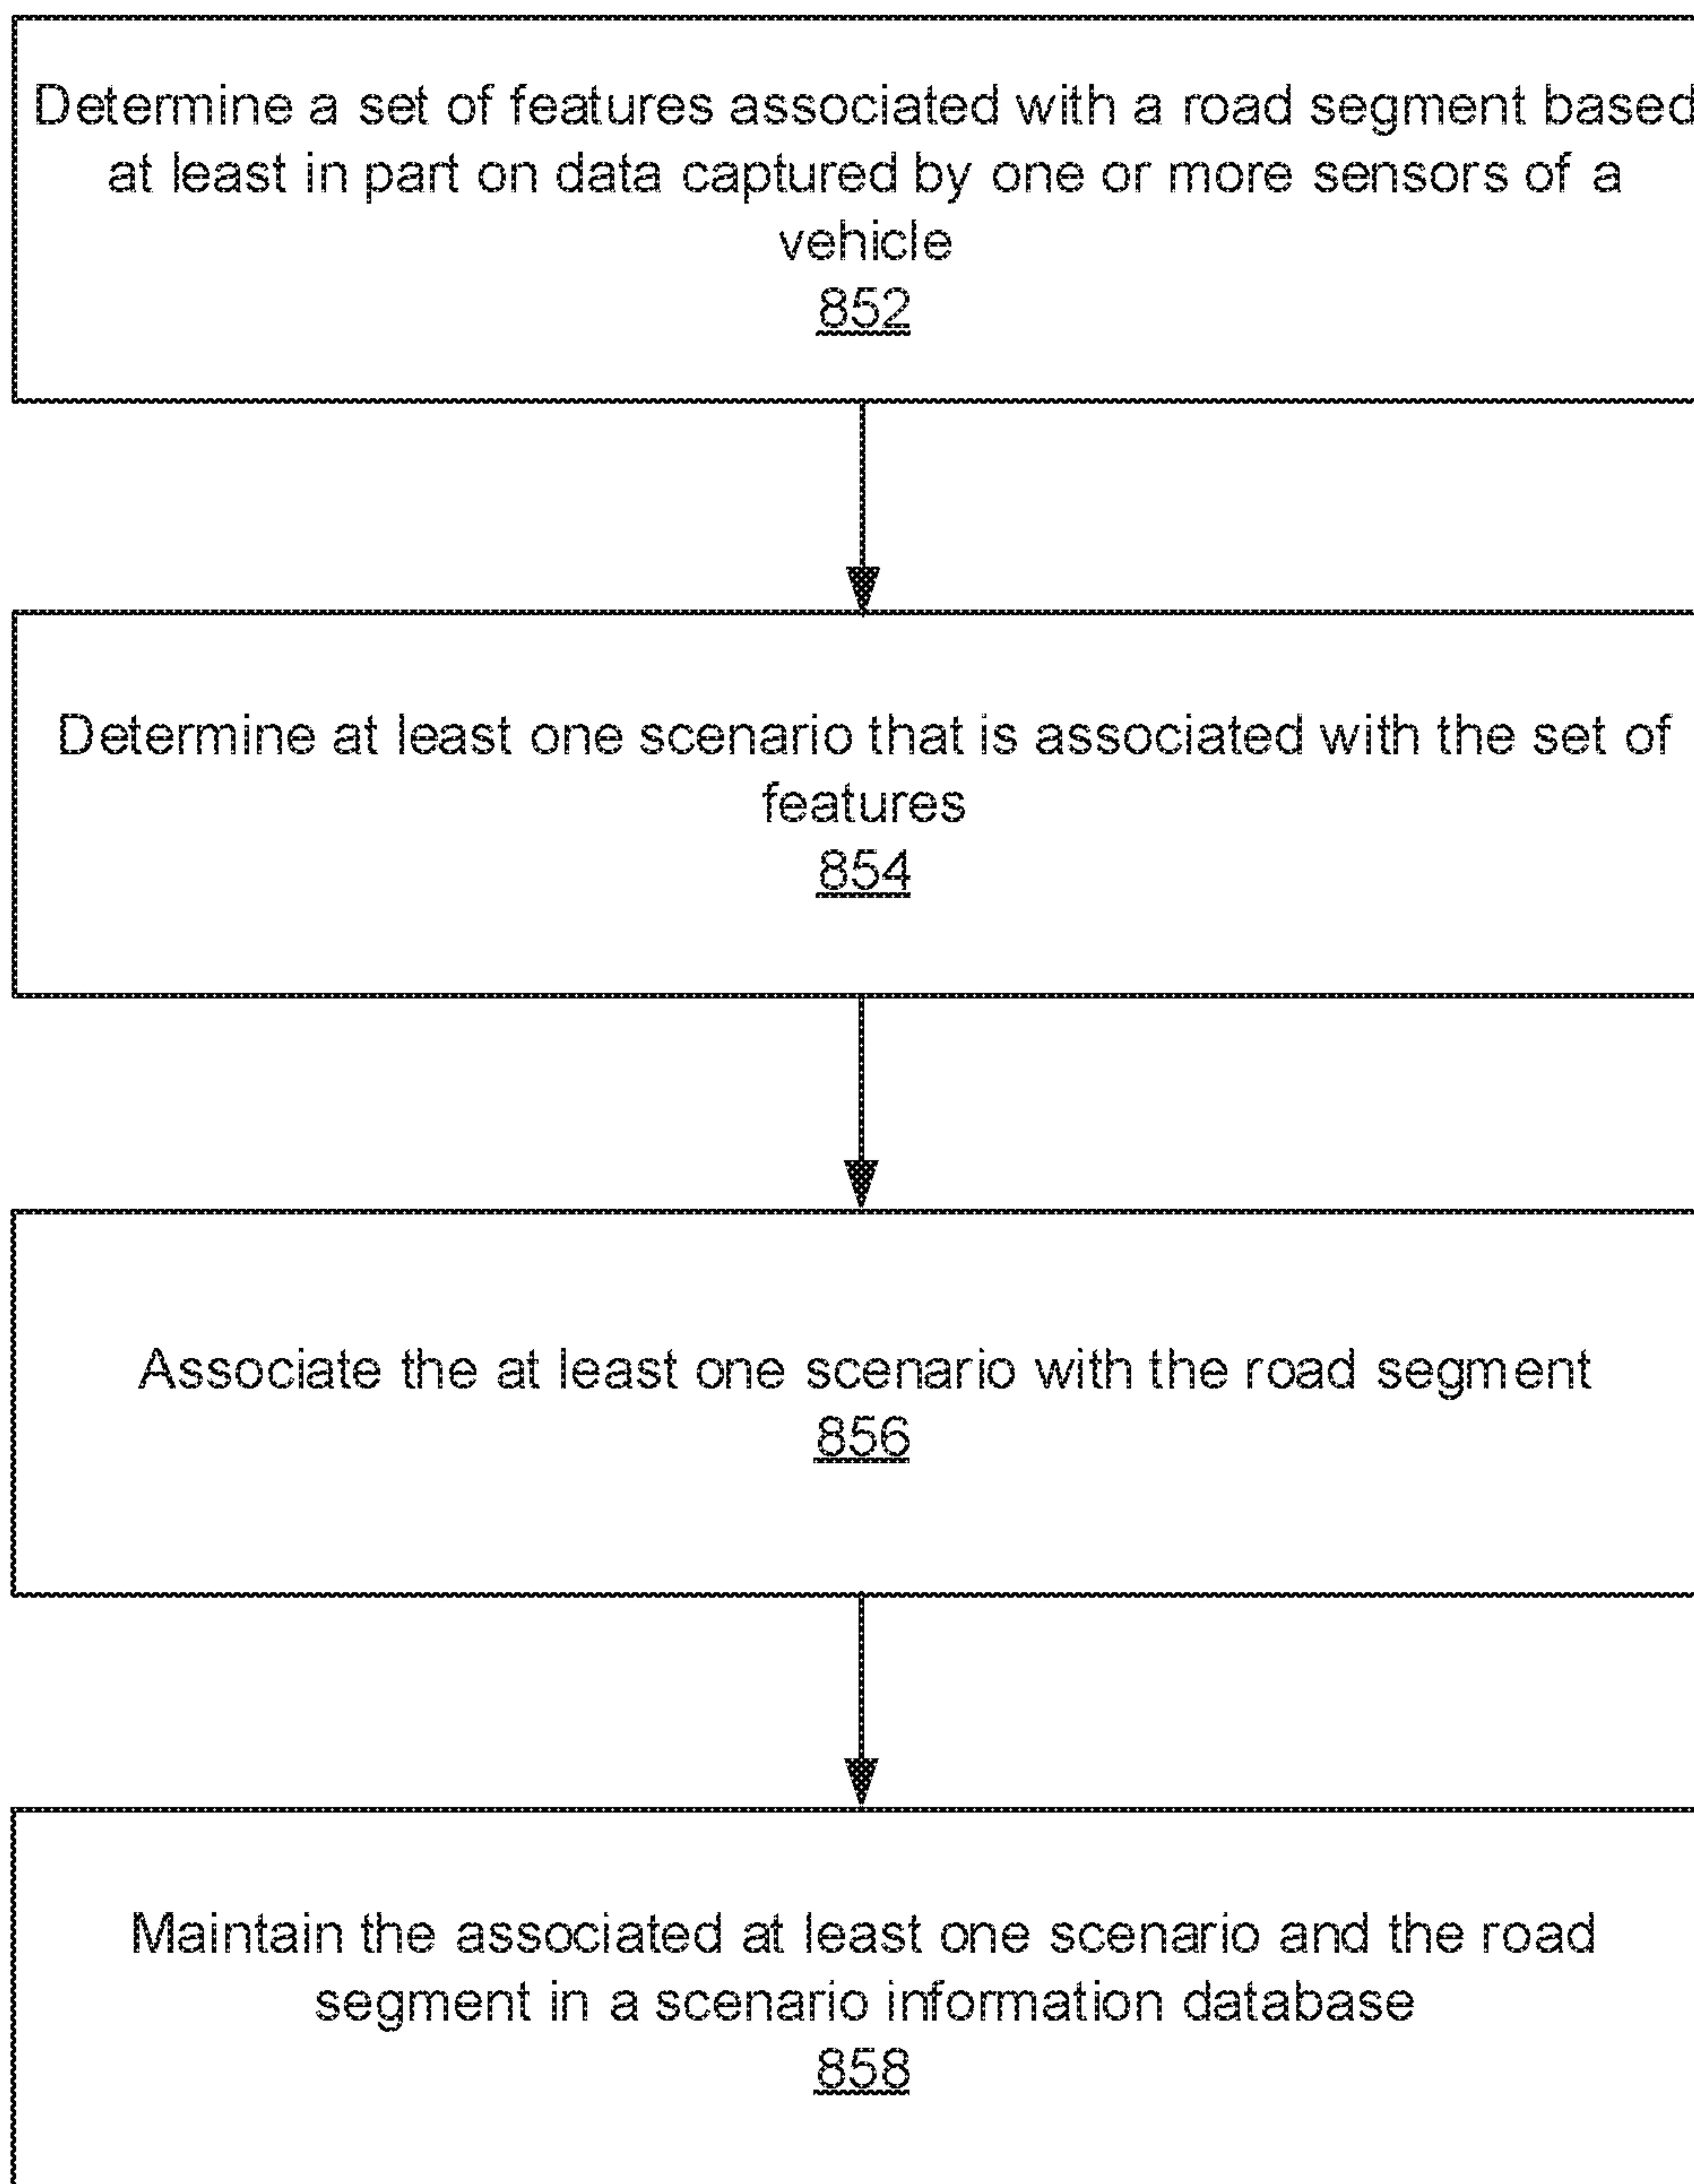 Determine a set of features associated with a road segment based
at least in part on data captured by one or more sensors of a
vehicle
852
Determine at least one scenario that is associated with the set of
features
854
Associate the at least one scenario with the road segment
856
Maintain the associated at least one scenario and the road
segment in a scenario information database
858